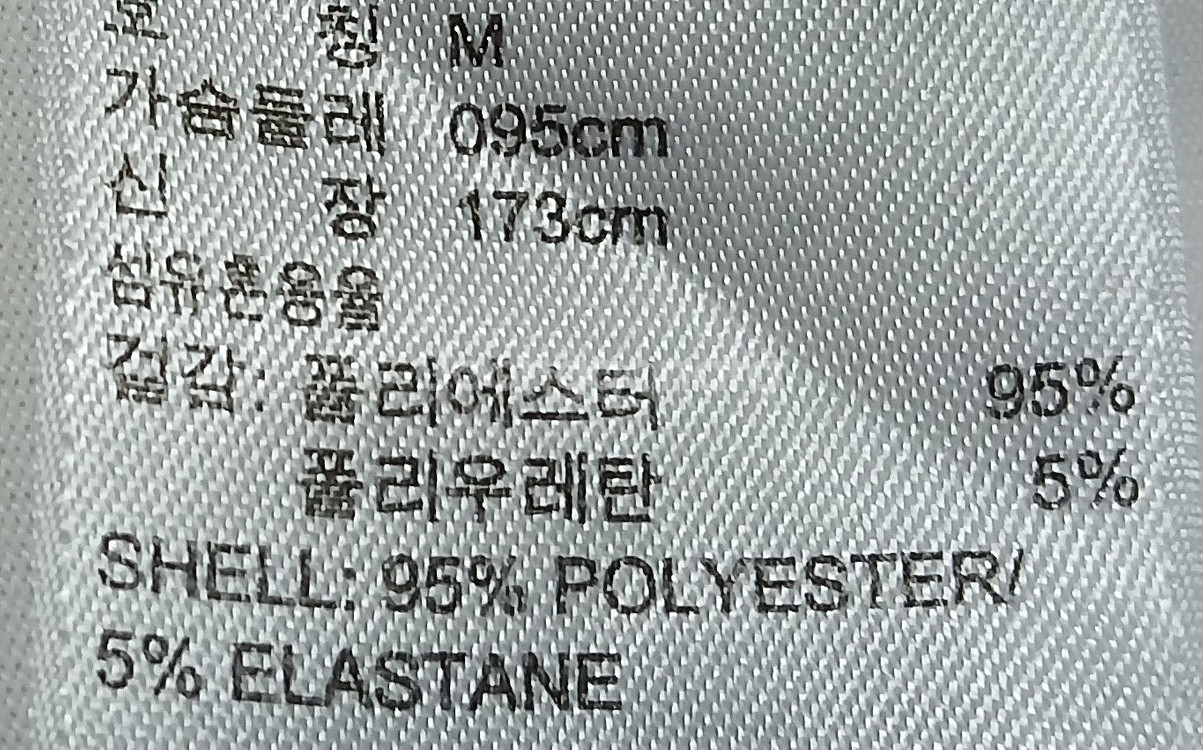 호 칭 M
가슴둘레 095cm
신 장 173cm
섬유혼용율
겉감: 폴리에스터 95%
폴리우레탄 5%
SHELL: 95% POLYESTER/
5% ELASTANE